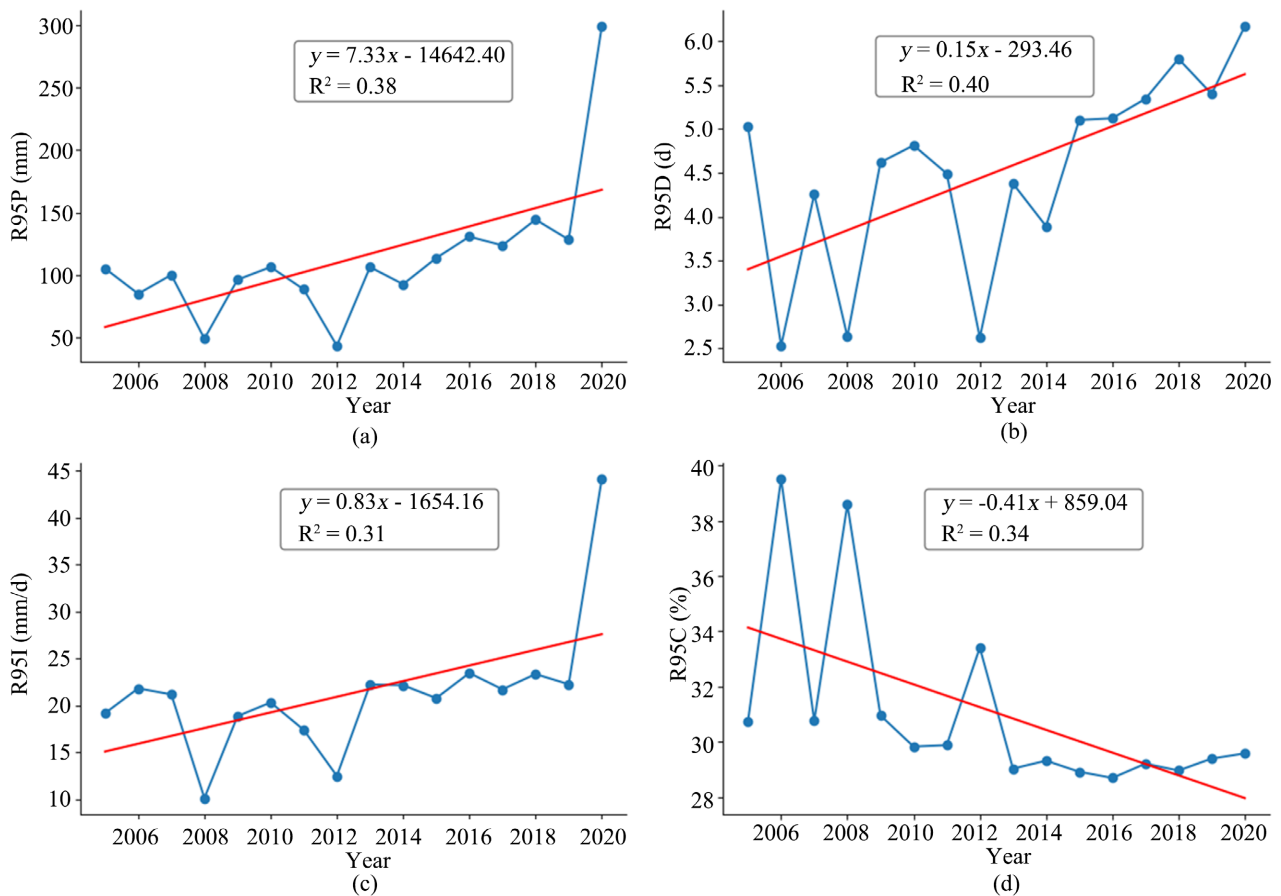 300
250
200
150
100
50
R95P (mm)
y = 7.33x - 14642.40
R² = 0.38
2006 2008 2010 2012 2014 2016 2018 2020
Year
(a)
6.0
5.5
5.0
4.5
4.0
3.5
3.0
2.5
R95D (d)
y = 0.15x - 293.46
R² = 0.40
2006 2008 2010 2012 2014 2016 2018 2020
Year
(b)
45
40
35
30
25
20
15
10
R95I (mm/d)
y = 0.83x - 1654.16
R² = 0.31
2006 2008 2010 2012 2014 2016 2018 2020
Year
(c)
40
38
36
34
32
30
28
R95C (%)
y = -0.41x + 859.04
R² = 0.34
2006 2008 2010 2012 2014 2016 2018 2020
Year
(d)